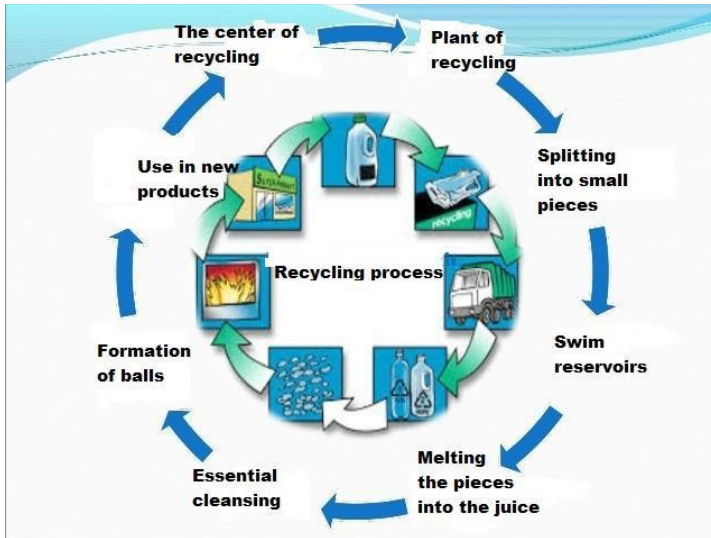 The center of
recycling
Plant of
recycling
Splitting
into small
pieces
Swim
reservoirs
Melting
the pieces
into the juice
Essential
cleansing
Formation
of balls
Use in new
products
Recycling process
recycling